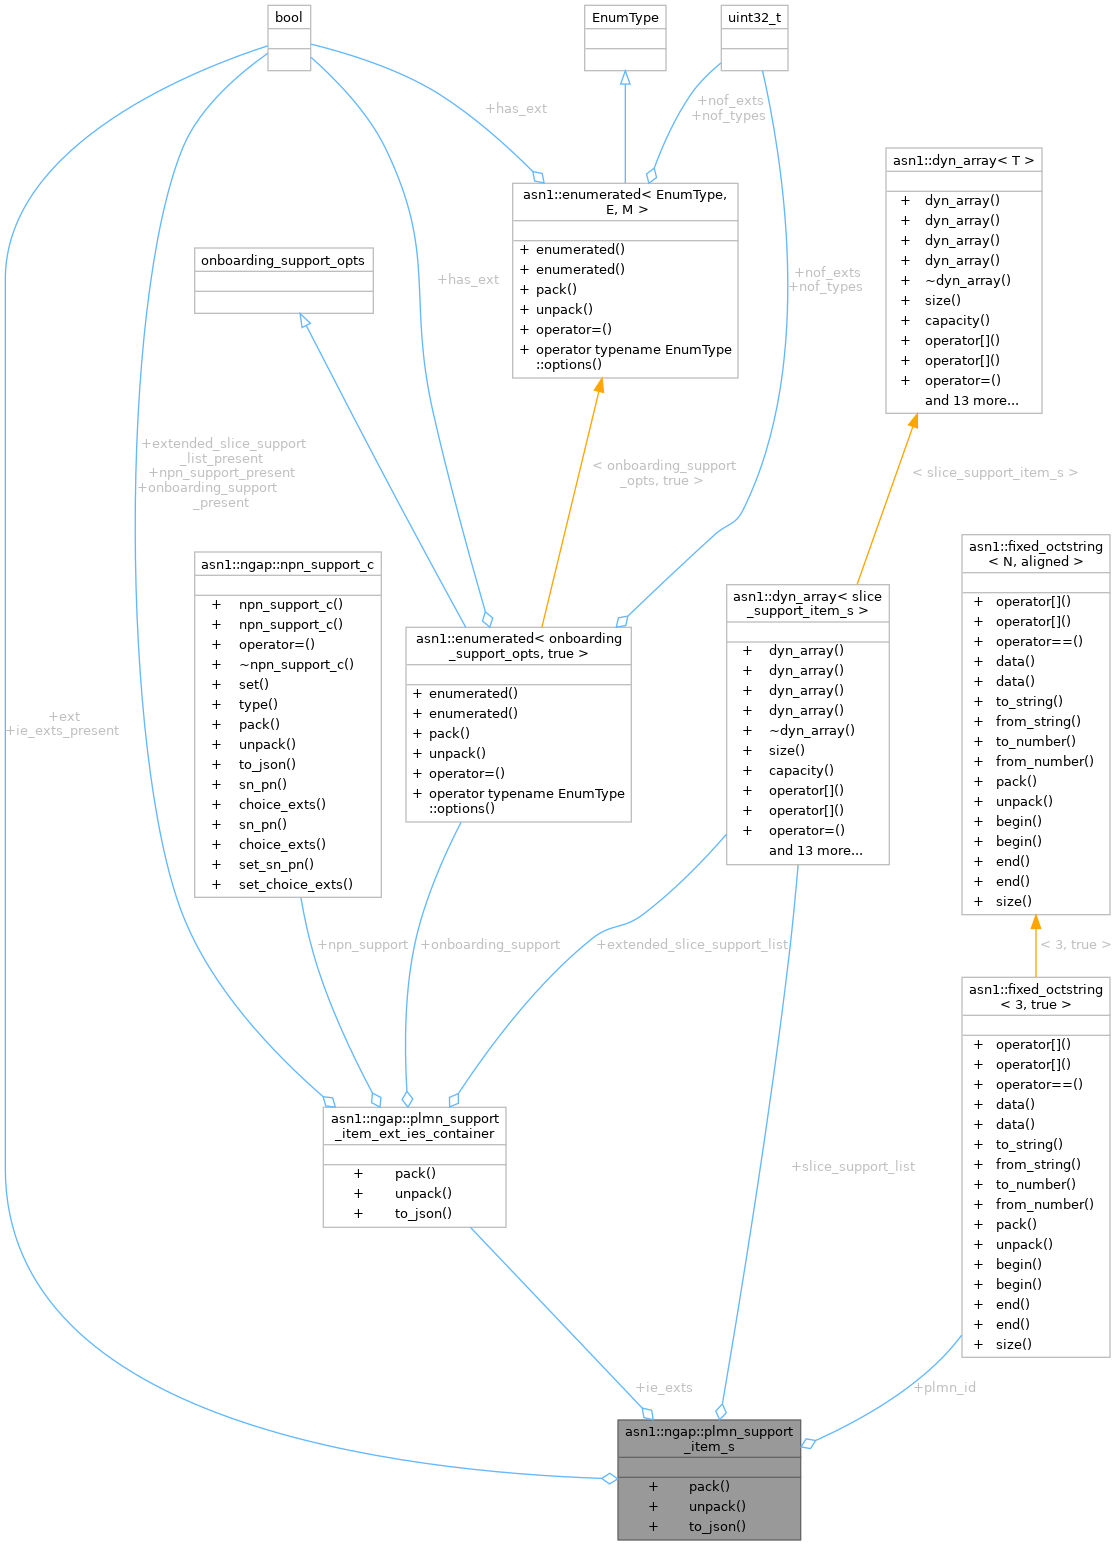 bool
EnumType
uint32_t
+has_ext
+nof_exts
+nof_types
asn1::dyn_array< T >
+ dyn_array()
+ dyn_array()
+ dyn_array()
+ dyn_array()
+ ~dyn_array()
+ size()
+ capacity()
+ operator[]()
+ operator[]()
+ operator=()
and 13 more...
asn1::enumerated< EnumType,
E, M >
+ enumerated()
+ enumerated()
+ pack()
+ unpack()
+ operator=()
+ operator typename EnumType
::options()
onboarding_support_opts
+has_ext
+nof_exts
+nof_types
+extended_slice_support
_list_present
+npn_support_present
+onboarding_support
_present
< onboarding_support
_opts, true >
< slice_support_item_s >
asn1::ngap::npn_support_c
+ npn_support_c()
+ npn_support_c()
+ operator=()
+ ~npn_support_c()
+ set()
+ type()
+ pack()
+ unpack()
+ to_json()
+ sn_pn()
+ choice_exts()
+ sn_pn()
+ choice_exts()
+ set_sn_pn()
+ set_choice_exts()
asn1::enumerated< onboarding
_support_opts, true >
+ enumerated()
+ enumerated()
+ pack()
+ unpack()
+ operator=()
+ operator typename EnumType
::options()
asn1::dyn_array< slice
_support_item_s >
+ dyn_array()
+ dyn_array()
+ dyn_array()
+ dyn_array()
+ ~dyn_array()
+ size()
+ capacity()
+ operator[]()
+ operator[]()
+ operator=()
and 13 more...
asn1::fixed_octstring
< N, aligned >
+ operator[]()
+ operator[]()
+ operator==()
+ data()
+ data()
+ to_string()
+ from_string()
+ to_number()
+ from_number()
+ pack()
+ unpack()
+ begin()
+ begin()
+ end()
+ end()
+ size()
+ext
+ie_exts_present
+npn_support
+onboarding_support
+extended_slice_support_list
< 3, true >
asn1::fixed_octstring
< 3, true >
+ operator[]()
+ operator[]()
+ operator==()
+ data()
+ data()
+ to_string()
+ from_string()
+ to_number()
+ from_number()
+ pack()
+ unpack()
+ begin()
+ begin()
+ end()
+ end()
+ size()
asn1::ngap::plmn_support
_item_ext_ies_container
+ pack()
+ unpack()
+ to_json()
+slice_support_list
+ie_exts
+plmn_id
asn1::ngap::plmn_support
_item_s
+ pack()
+ unpack()
+ to_json()